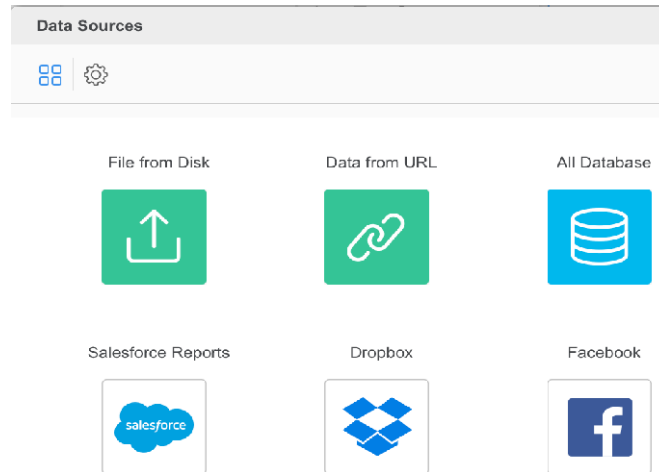 Data Sources
File from Disk
Data from URL
All Database
Salesforce Reports
Dropbox
Facebook
salesforce
f